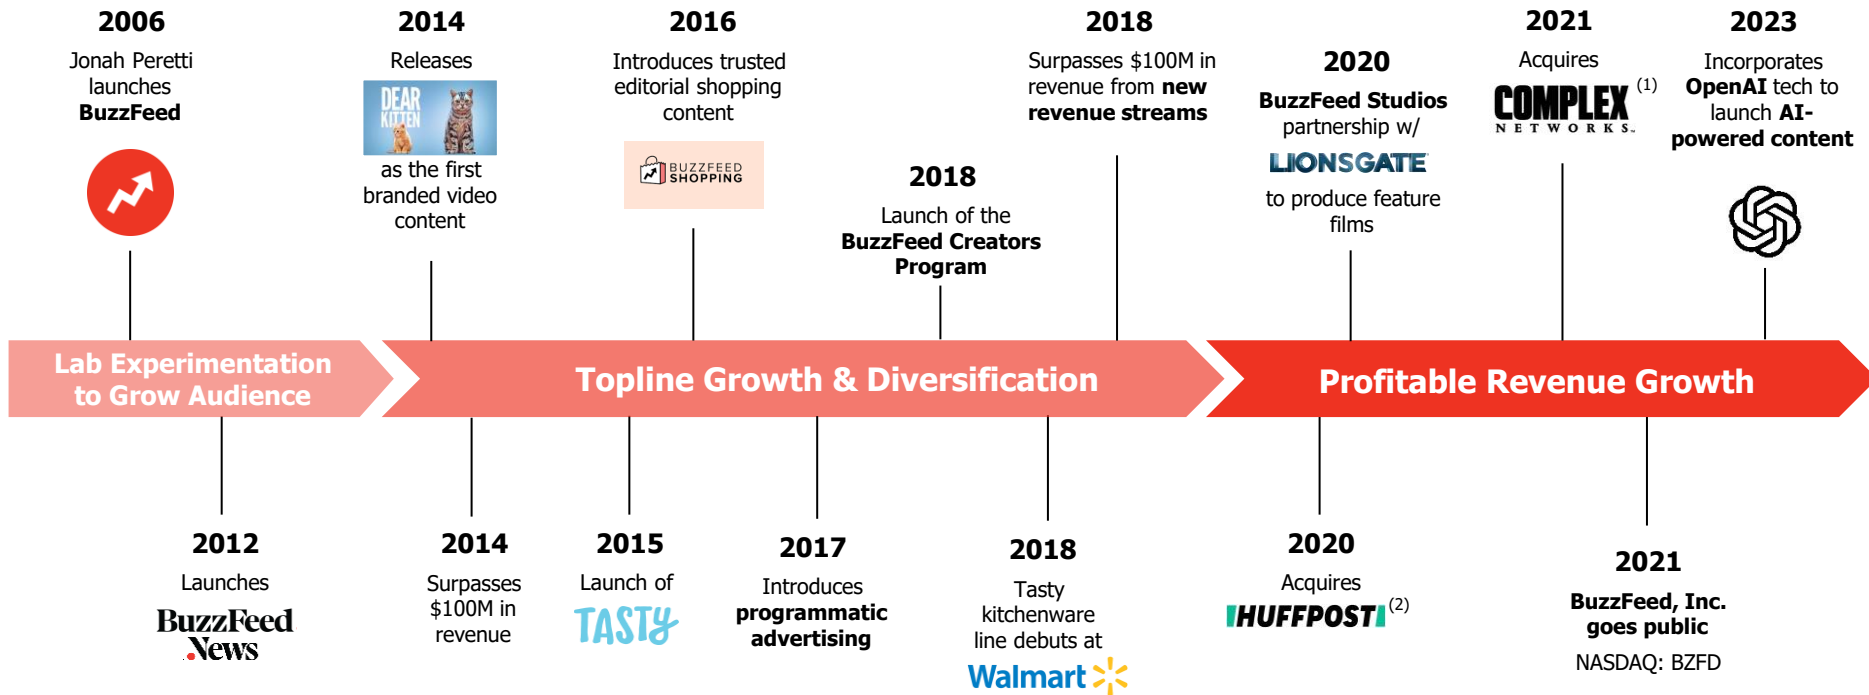 2006
Jonah Peretti
launches
BuzzFeed
2014
Releases
DEAR
KITTEN
as the first
branded video
content
2016
Introduces trusted
editorial shopping
content
BUZZFEED
SHOPPING
2018
Launch of the
BuzzFeed Creators
Program
2018
Surpasses $100M in
revenue from new
revenue streams
2020
BuzzFeed Studios
partnership w/
LIONSGATE
to produce feature
films
2021
Acquires
COMPLEX (1)
NETWORKS
2023
Incorporates
OpenAI tech to
launch AI-
powered content
Lab Experimentation
to Grow Audience
Topline Growth & Diversification
Profitable Revenue Growth
2012
Launches
BuzzFeed
News
2014
Surpasses
$100M in
revenue
2015
Launch of
TASTY
2017
Introduces
programmatic
advertising
2018
Tasty
kitchenware
line debuts at
Walmart
2020
Acquires
HUFFPOST (2)
2021
BuzzFeed, Inc.
goes public
NASDAQ: BZFD